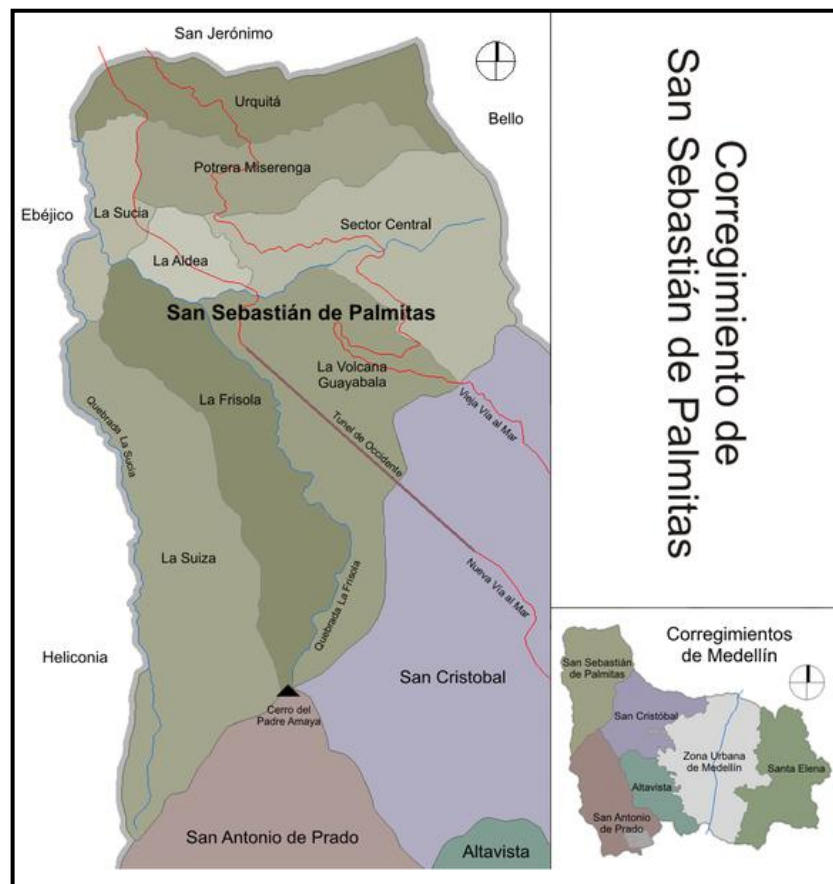 San Jerónimo
Urquitá
Bello
Potrera Miserenga
Ebéjico
La Sucia
Sector Central
La Aldea
San Sebastián de Palmitas
La Volcana
Guayabala
La Frisola
Vieja Vía al Mar
Quebrada La Sucia
Tunel de Occidente
La Suiza
Nueva Vía al Mar
Quebrada La Frisola
Heliconia
San Cristobal
Cerro del
Padre Amaya
San Antonio de Prado
Altavista
Corregimiento de
San Sebastián de Palmitas
Corregimientos
de Medellín
San Sebastián
de Palmitas
San Cristóbal
Zona Urbana
de Medellín
Santa Elena
Altavista
San Antonio
de Prado